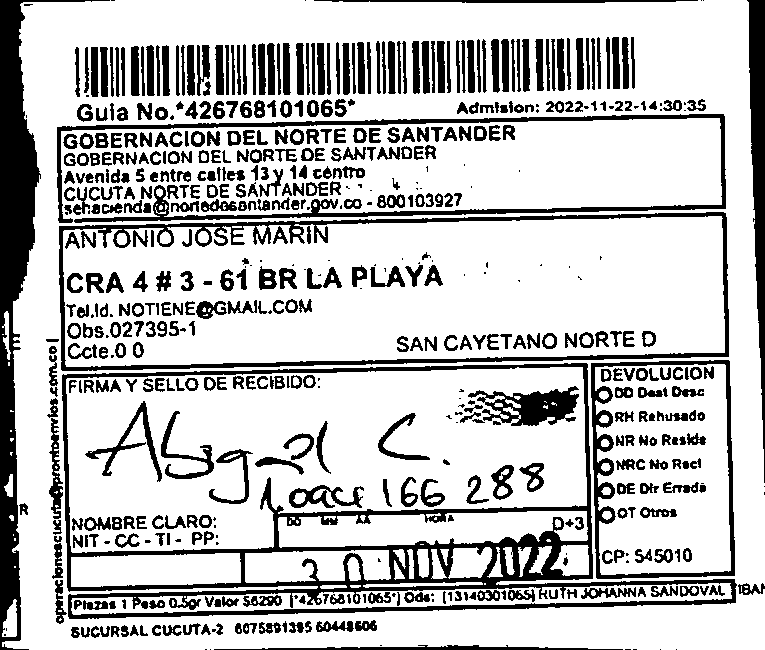 Guia No.*426768101065*
Admision: 2022-11-22-14:30:35
GOBERNACION DEL NORTE DE SANTANDER
GOBERNACION DEL NORTE DE SANTANDER
Avenida 5 entre calles 13 y 14 centro
CUCUTA NORTE DE SANTANDER
sehacienda@nortedesantander.gov.co - 800103927
ANTONIO JOSE MARIN
CRA 4 # 3 - 61 BR LA PLAYA
Tel.Id. NOTIENE@GMAIL.COM
Obs.027395-1
Ccte.0 0
SAN CAYETANO NORTE D
operacionescucuta@prontoenvios.com.co
FIRMA Y SELLO DE RECIBIDO:
C.
166 288
NOMBRE CLARO:
NIT - CC - TI - PP:
DD MM AA HORA
D+3
30 NOV 2022
DEVOLUCION
DD Dest Desc
RH Rehusado
NR No Reside
NRC No Recl
DE Dir Errada
OT Otros
CP: 545010
Piezas 1 Peso 0.5gr Valor $6290 (*426768101065*) Ods: (13140301065) RUTH JOHANNA SANDOVAL TIBAM
SUCURSAL CUCUTA-2 6075891395 60448606